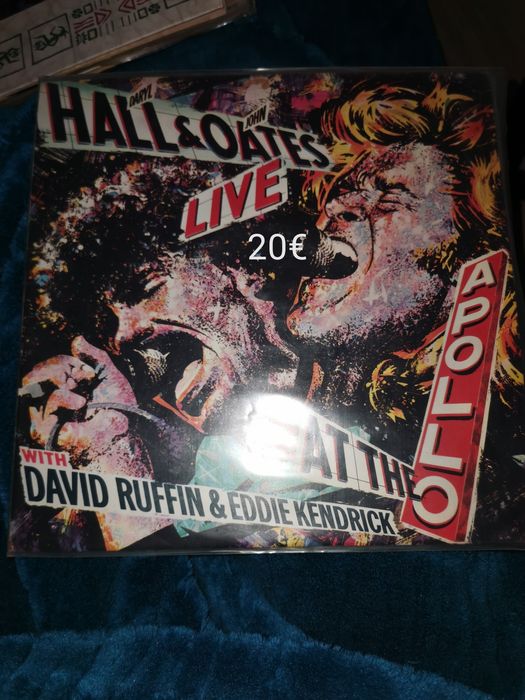 DARYL JOHN
HALL & OATES
LIVE
20€
AT THE
APOLLO
WITH
DAVID RUFFIN & EDDIE KENDRICK